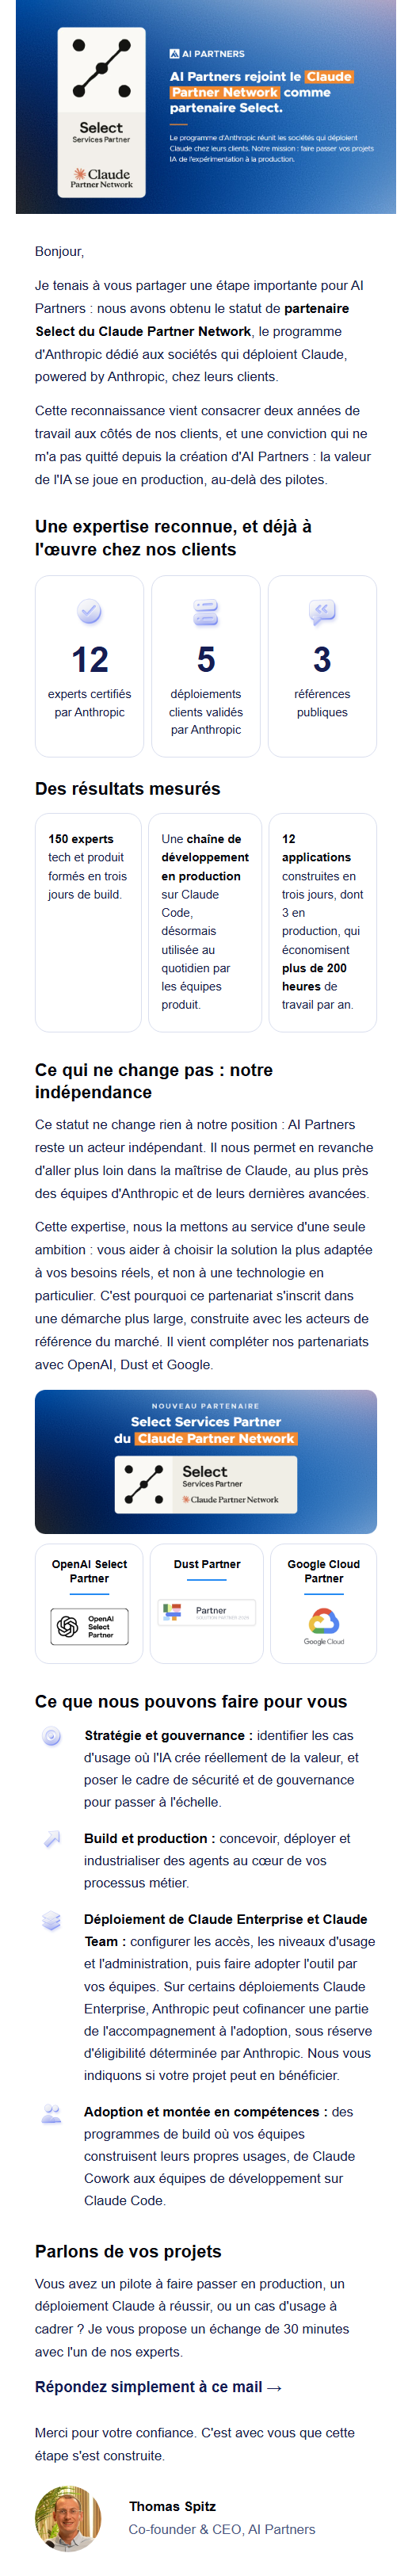 AI PARTNERS
AI Partners rejoint le Claude
Partner Network comme
partenaire Select.
Le programme d'Anthropic réunit les sociétés qui déploient
Claude chez leurs clients. Notre mission : faire passer vos projets
IA de l'expérimentation à la production.
Select
Services Partner
Claude
Partner Network
Bonjour,
Je tenais à vous partager une étape importante pour AI
Partners : nous avons obtenu le statut de partenaire
Select du Claude Partner Network, le programme
d'Anthropic dédié aux sociétés qui déploient Claude,
powered by Anthropic, chez leurs clients.
Cette reconnaissance vient consacrer deux années de
travail aux côtés de nos clients, et une conviction qui ne
m'a pas quitté depuis la création d'AI Partners : la valeur
de l'IA se joue en production, au-delà des pilotes.
Une expertise reconnue, et déjà à
l'œuvre chez nos clients
12
experts certifiés
par Anthropic
5
déploiements
clients validés
par Anthropic
3
références
publiques
Des résultats mesurés
150 experts
tech et produit
formés en trois
jours de build.
Une chaîne de
développement
en production
sur Claude
Code,
désormais
utilisée au
quotidien par
les équipes
produit.
12
applications
construites en
trois jours, dont
3 en
production, qui
économisent
plus de 200
heures de
travail par an.
Ce qui ne change pas : notre
indépendance
Ce statut ne change rien à notre position : AI Partners
reste un acteur indépendant. Il nous permet en revanche
d'aller plus loin dans la maîtrise de Claude, au plus près
des équipes d'Anthropic et de leurs dernières avancées.
Cette expertise, nous la mettons au service d'une seule
ambition : vous aider à choisir la solution la plus adaptée
à vos besoins réels, et non à une technologie en
particulier. C'est pourquoi ce partenariat s'inscrit dans
une démarche plus large, construite avec les acteurs de
référence du marché. Il vient compléter nos partenariats
avec OpenAI, Dust et Google.
NOUVEAU PARTENAIRE
Select Services Partner
du Claude Partner Network
Select
Services Partner
Claude Partner Network
OpenAI Select
Partner
OpenAI
Select
Partner
Dust Partner
Partner
Google Cloud
Partner
Google Cloud
Ce que nous pouvons faire pour vous
Stratégie et gouvernance : identifier les cas
d'usage où l'IA crée réellement de la valeur, et
poser le cadre de sécurité et de gouvernance
pour passer à l'échelle.
Build et production : concevoir, déployer et
industrialiser des agents au cœur de vos
processus métier.
Déploiement de Claude Enterprise et Claude
Team : configurer les accès, les niveaux d'usage
et l'administration, puis faire adopter l'outil par
vos équipes. Sur certains déploiements Claude
Enterprise, Anthropic peut cofinancer une partie
de l'accompagnement à l'adoption, sous réserve
d'éligibilité déterminée par Anthropic. Nous vous
indiquons si votre projet peut en bénéficier.
Adoption et montée en compétences : des
programmes de build où vos équipes
construisent leurs propres usages, de Claude
Cowork aux équipes de développement sur
Claude Code.
Parlons de vos projets
Vous avez un pilote à faire passer en production, un
déploiement Claude à réussir, ou un cas d'usage à
cadrer ? Je vous propose un échange de 30 minutes
avec l'un de nos experts.
Répondez simplement à ce mail →
Merci pour votre confiance. C'est avec vous que cette
étape s'est construite.
Thomas Spitz
Co-founder & CEO, AI Partners